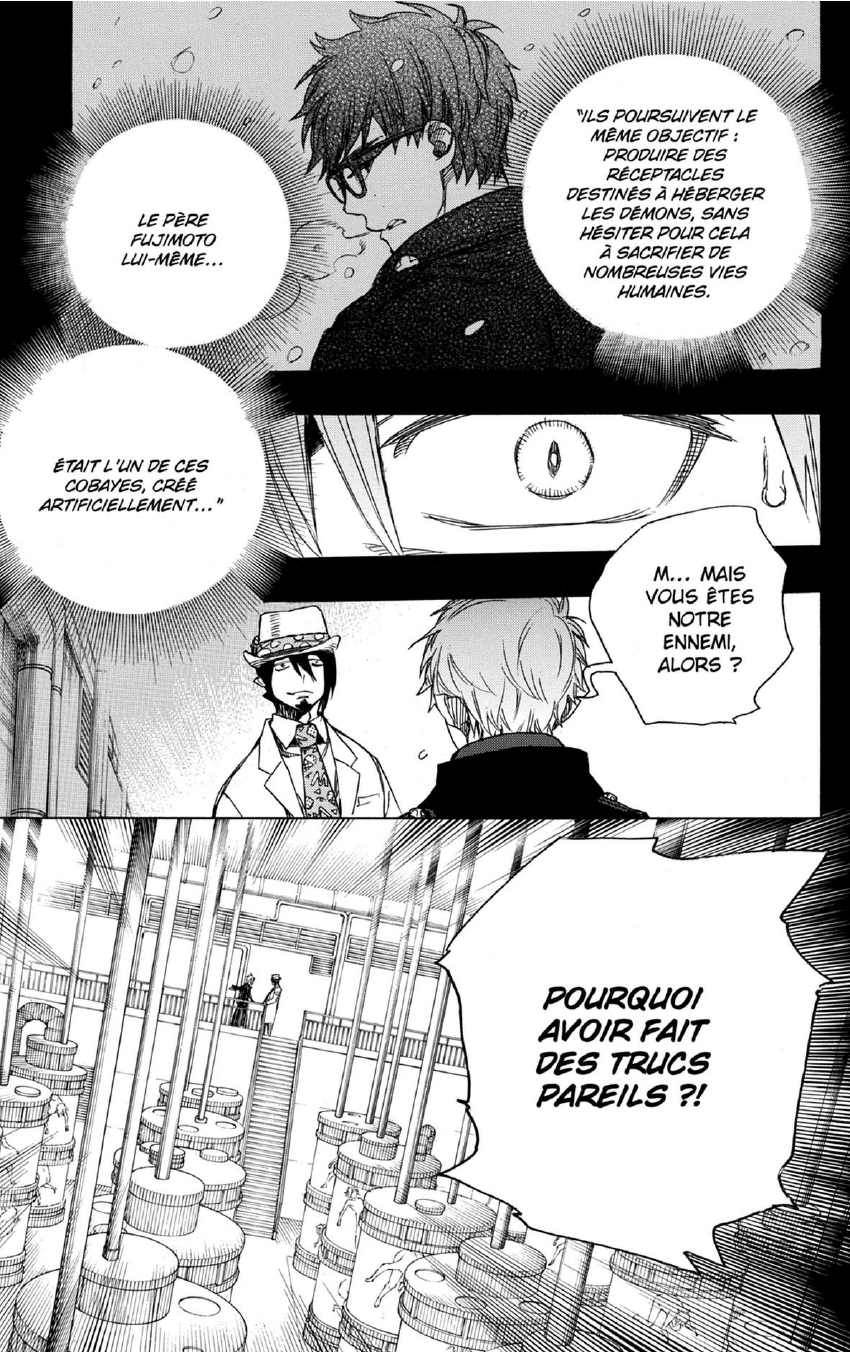 "ILS POURSUIVENT LE
MÊME OBJECTIF :
PRODUIRE DES
RÉCEPTACLES
DESTINÉS À HÉBERGER
LES DÉMONS, SANS
HÉSITER POUR CELA
À SACRIFIER DE
NOMBREUSES VIES
HUMAINES.
LE PÈRE
FUJIMOTO
LUI-MÊME...
ÉTAIT L'UN DE CES
COBAYES, CRÉÉ
ARTIFICIELLEMENT..."
M... MAIS
VOUS ÊTES
NOTRE
ENNEMI,
ALORS ?
POURQUOI
AVOIR FAIT
DES TRUCS
PAREILS ?!